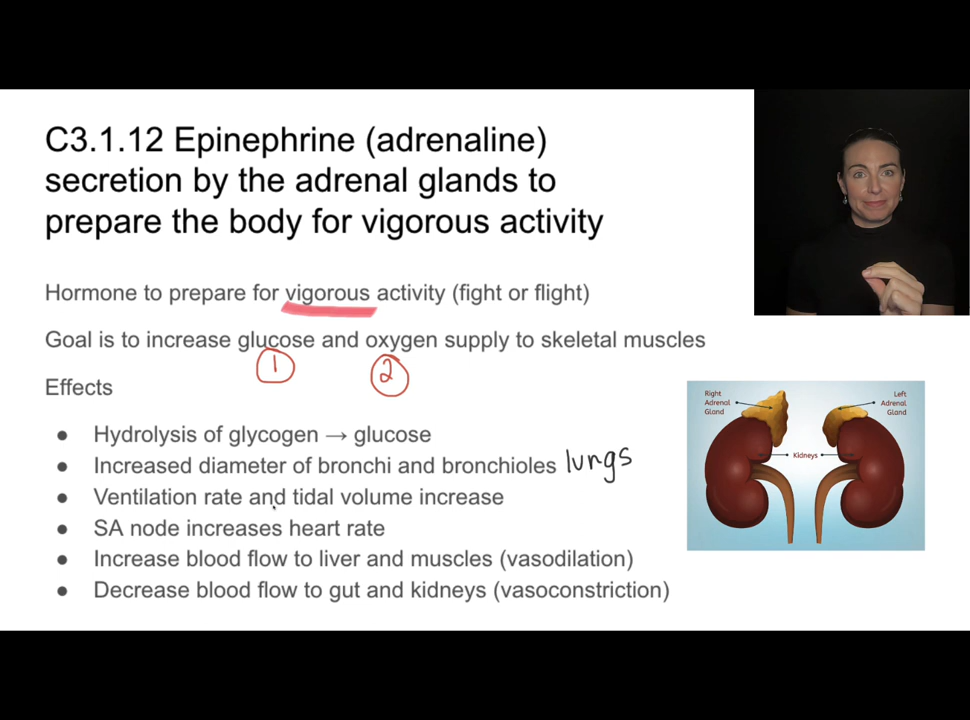 C3.1.12 Epinephrine (adrenaline)
secretion by the adrenal glands to
prepare the body for vigorous activity
Hormone to prepare for vigorous activity (fight or flight)
Goal is to increase glucose and oxygen supply to skeletal muscles
1 2
Effects
● Hydrolysis of glycogen → glucose
● Increased diameter of bronchi and bronchioles lungs
● Ventilation rate and tidal volume increase
● SA node increases heart rate
● Increase blood flow to liver and muscles (vasodilation)
● Decrease blood flow to gut and kidneys (vasoconstriction)
Right
Adrenal
Gland
Left
Adrenal
Gland
Kidneys